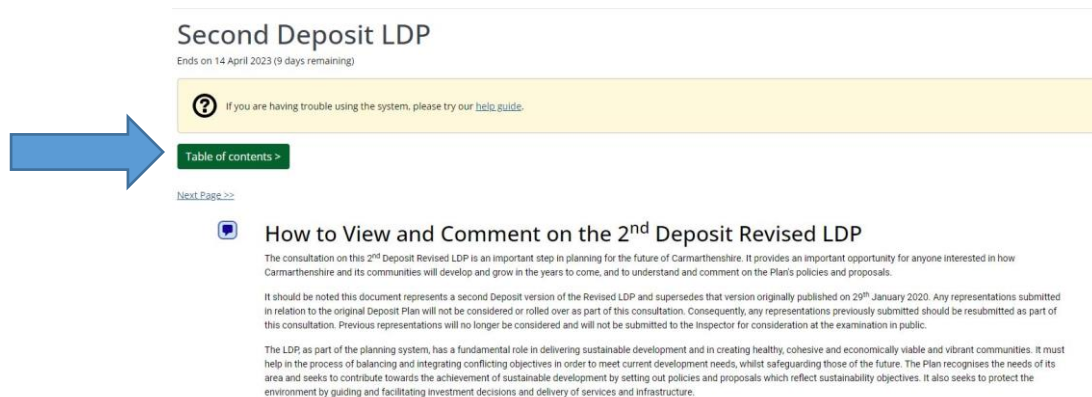 Second Deposit LDP
Ends on 14 April 2023 (9 days remaining)
If you are having trouble using the system, please try our help guide.
Table of contents >
Next Page >>
How to View and Comment on the 2nd Deposit Revised LDP
The consultation on this 2nd Deposit Revised LDP is an important step in planning for the future of Carmarthenshire. It provides an important opportunity for anyone interested in how
Carmarthenshire and its communities will develop and grow in the years to come, and to understand and comment on the Plan's policies and proposals.
It should be noted this document represents a second Deposit version of the Revised LDP and supersedes that version originally published on 29th January 2020. Any representations submitted
in relation to the original Deposit Plan will not be considered or rolled over as part of this consultation. Consequently, any representations previously submitted should be resubmitted as part of
this consultation. Previous representations will no longer be considered and will not be submitted to the Inspector for consideration at the examination in public.
The LDP, as part of the planning system, has a fundamental role in delivering sustainable development and in creating healthy, cohesive and economically viable and vibrant communities. It must
help in the process of balancing and integrating conflicting objectives in order to meet current development needs, whilst safeguarding those of the future. The Plan recognises the needs of its
area and seeks to contribute towards the achievement of sustainable development by setting out policies and proposals which reflect sustainability objectives. It also seeks to protect the
environment by guiding and facilitating investment decisions and delivery of services and infrastructure.